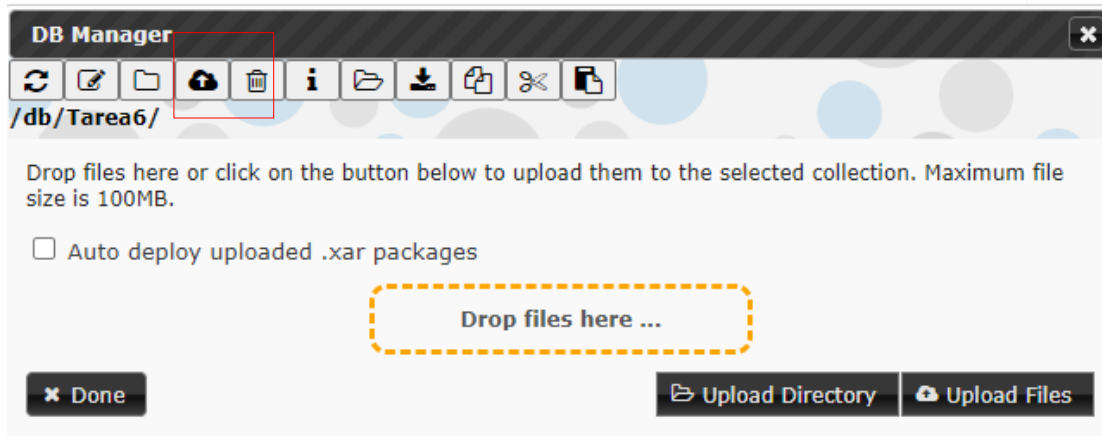 DB Manager
/db/Tarea6/
Drop files here or click on the button below to upload them to the selected collection. Maximum file
size is 100MB.
Auto deploy uploaded .xar packages
Drop files here ...
Done
Upload Directory
Upload Files